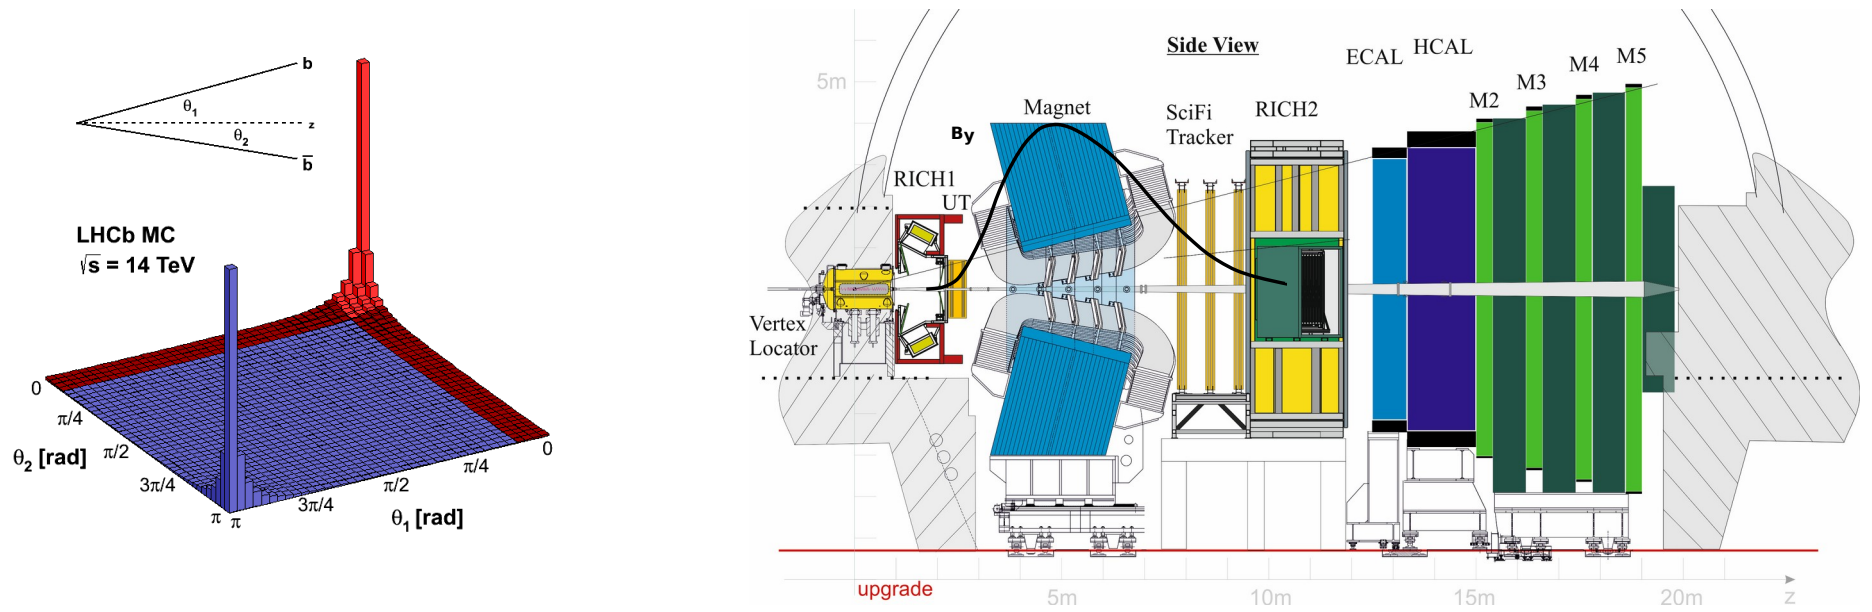 b
θ1
z
θ2
b̅
LHCb MC
√s = 14 TeV
0
π/4
θ2 [rad]
π/2
3π/4
π
π
3π/4
θ1 [rad]
π/2
π/4
0
Side View
5m
By
Magnet
SciFi
Tracker
RICH2
ECAL
HCAL
M2
M3
M4
M5
RICH1
UT
Vertex
Locator
upgrade
5m
10m
15m
20m
z